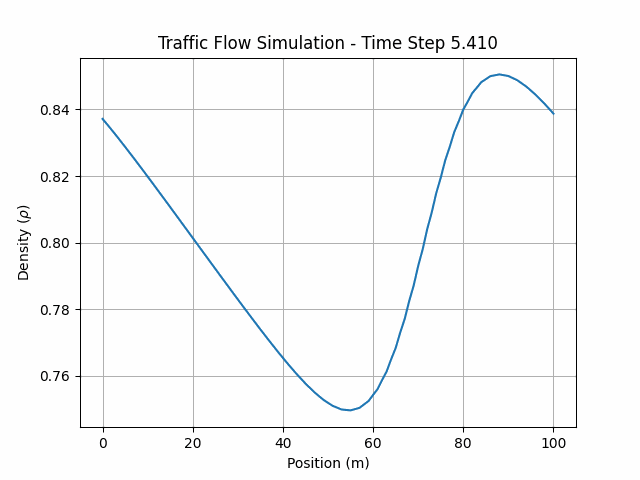 Traffic Flow Simulation - Time Step 5.410
0.84
0.82
0.80
0.78
0.76
Density (ρ)
0 20 40 60 80 100
Position (m)